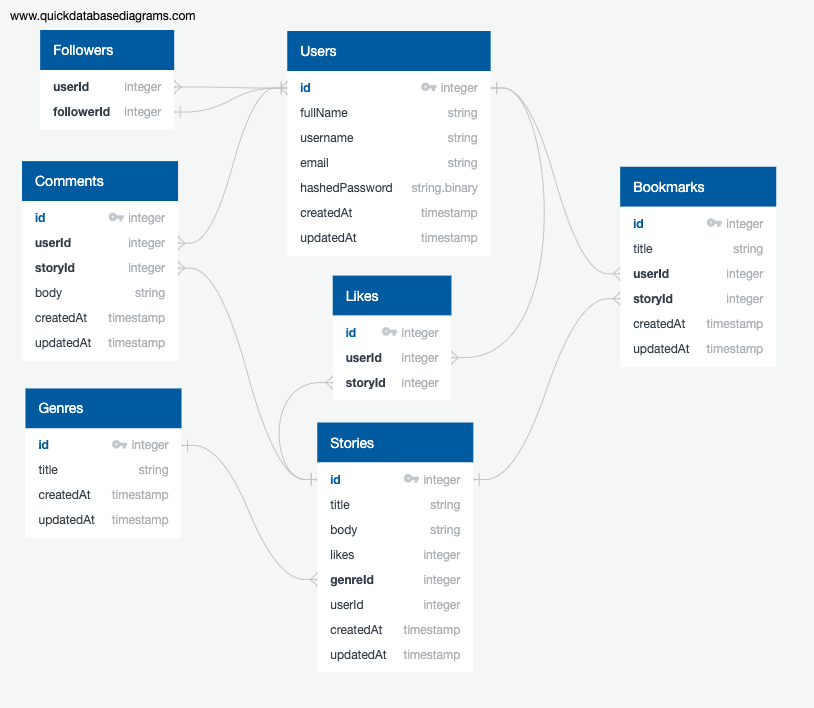 www.quickdatabasediagrams.com
Followers
userId integer
followerId integer
Users
id integer
fullName string
username string
email string
hashedPassword string.binary
createdAt timestamp
updatedAt timestamp
Comments
id integer
userId integer
storyId integer
body string
createdAt timestamp
updatedAt timestamp
Bookmarks
id integer
title string
userId integer
storyId integer
createdAt timestamp
updatedAt timestamp
Likes
id integer
userId integer
storyId integer
Genres
id integer
title string
createdAt timestamp
updatedAt timestamp
Stories
id integer
title string
body string
likes integer
genreId integer
userId integer
createdAt timestamp
updatedAt timestamp